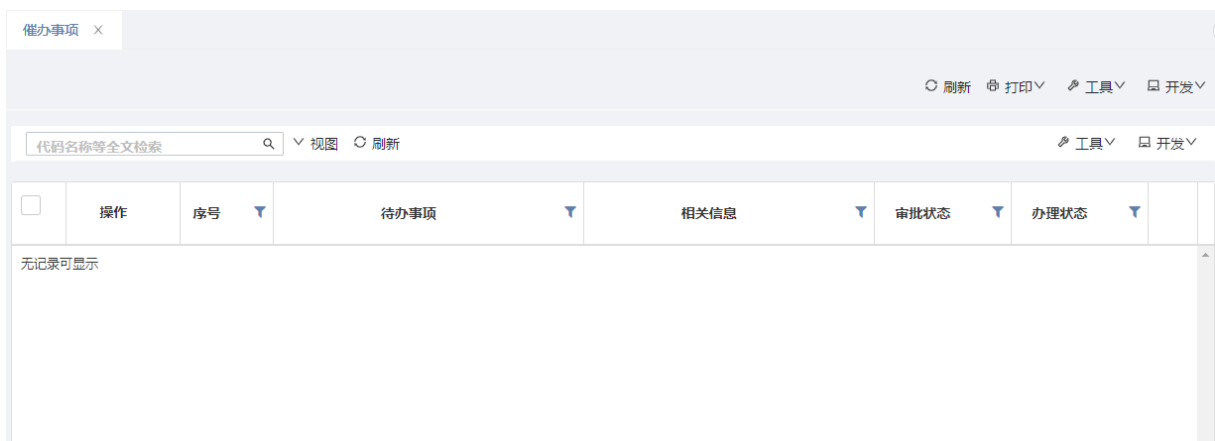 催办事项
刷新 打印 工具 开发
代码名称等全文检索 视图 刷新 工具 开发
操作 序号 待办事项 相关信息 审批状态 办理状态
无记录可显示